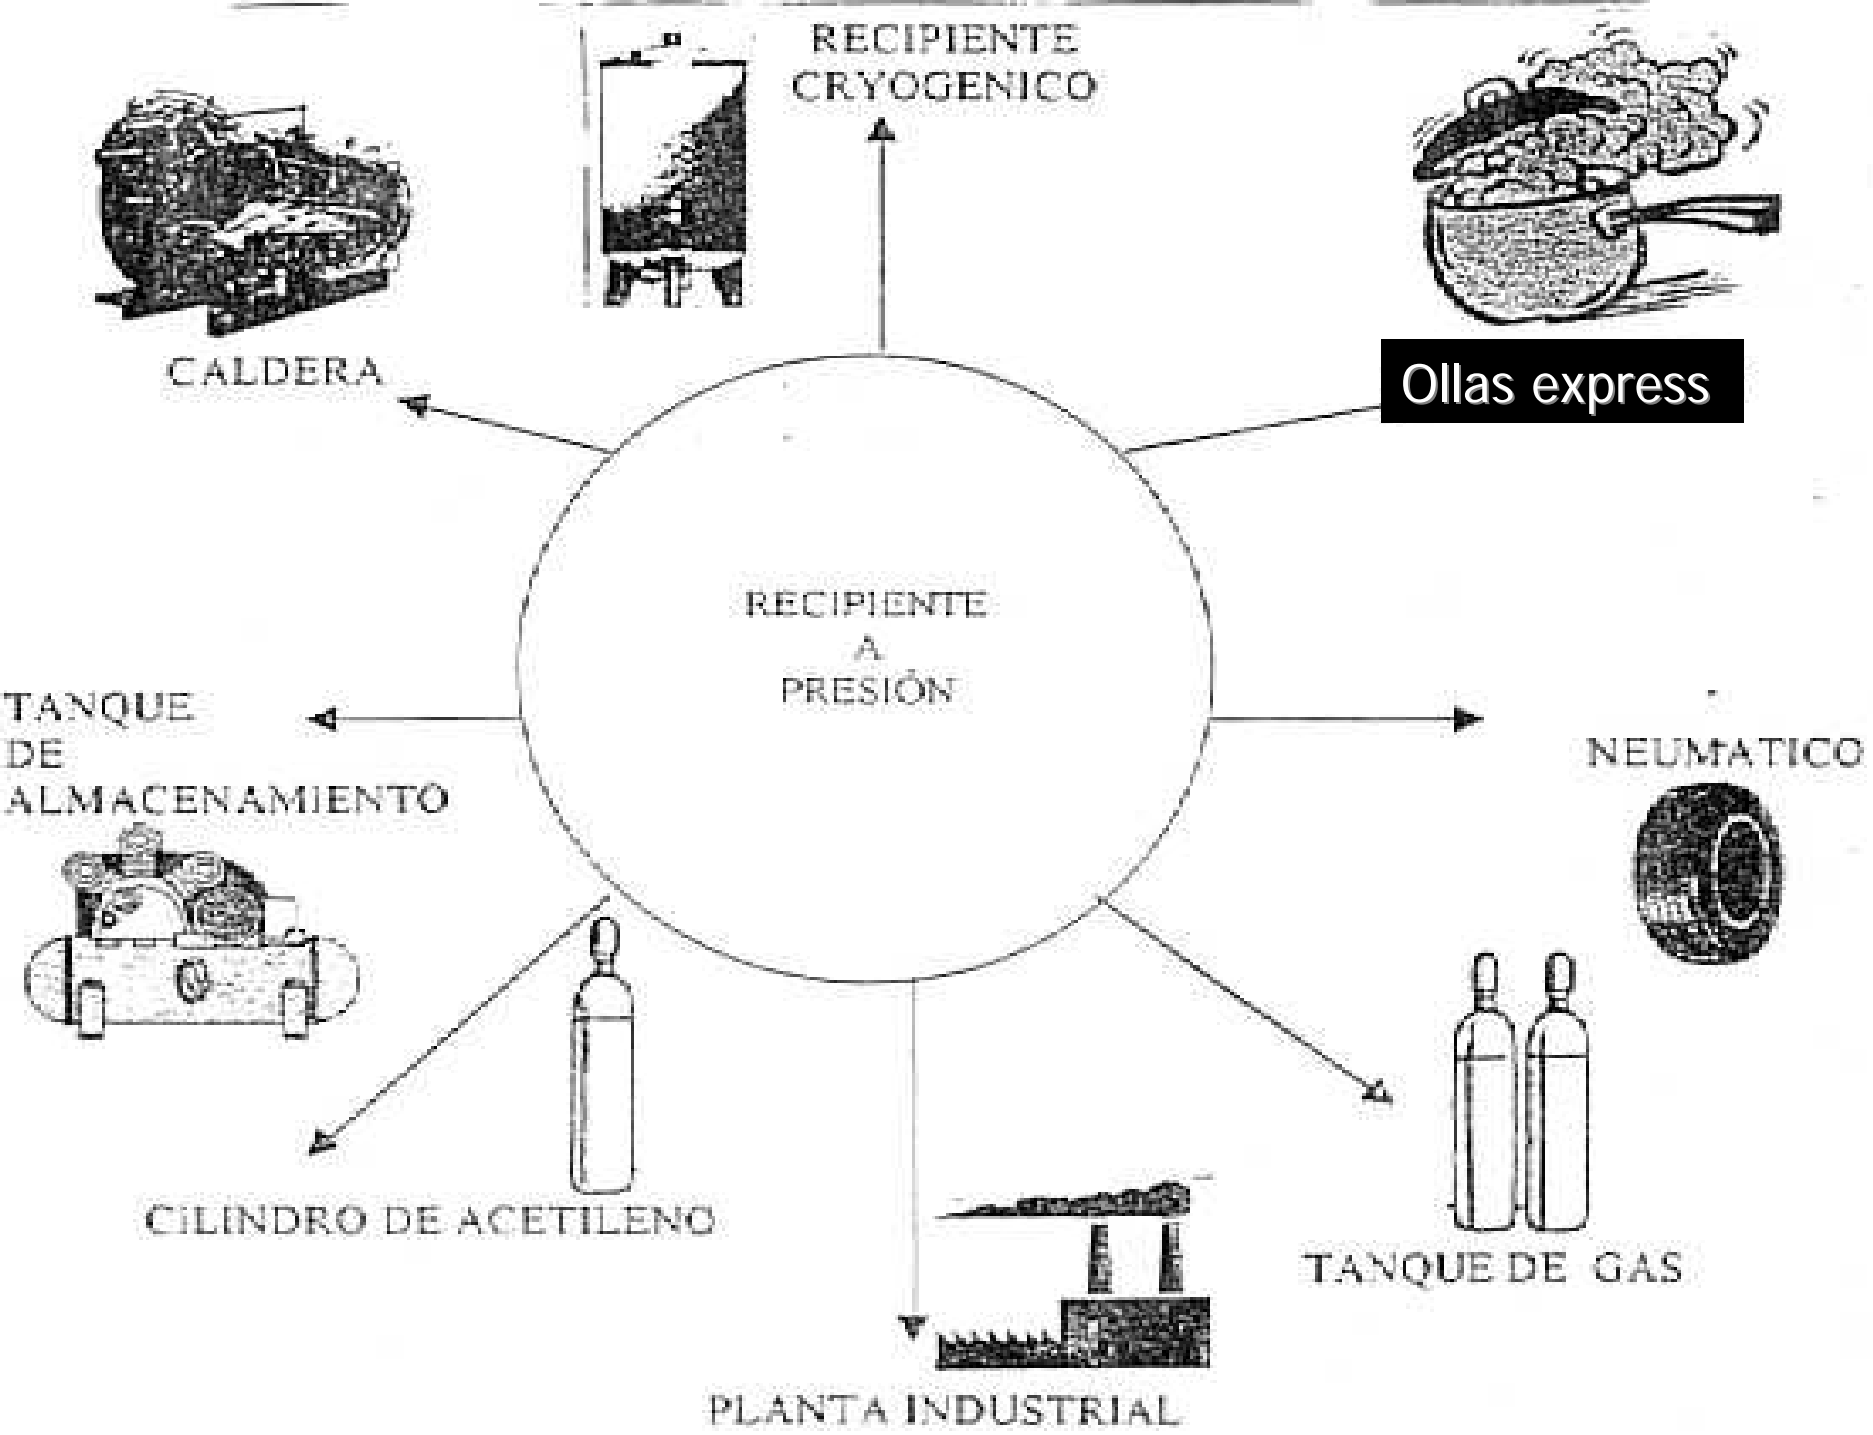 RECIPIENTE
CRYOGENICO
CALDERA
Ollas express
RECIPIENTE
A
PRESIÓN
TANQUE
DE
ALMACENAMIENTO
NEUMATICO
CILINDRO DE ACETILENO
TANQUE DE GAS
PLANTA INDUSTRIAL